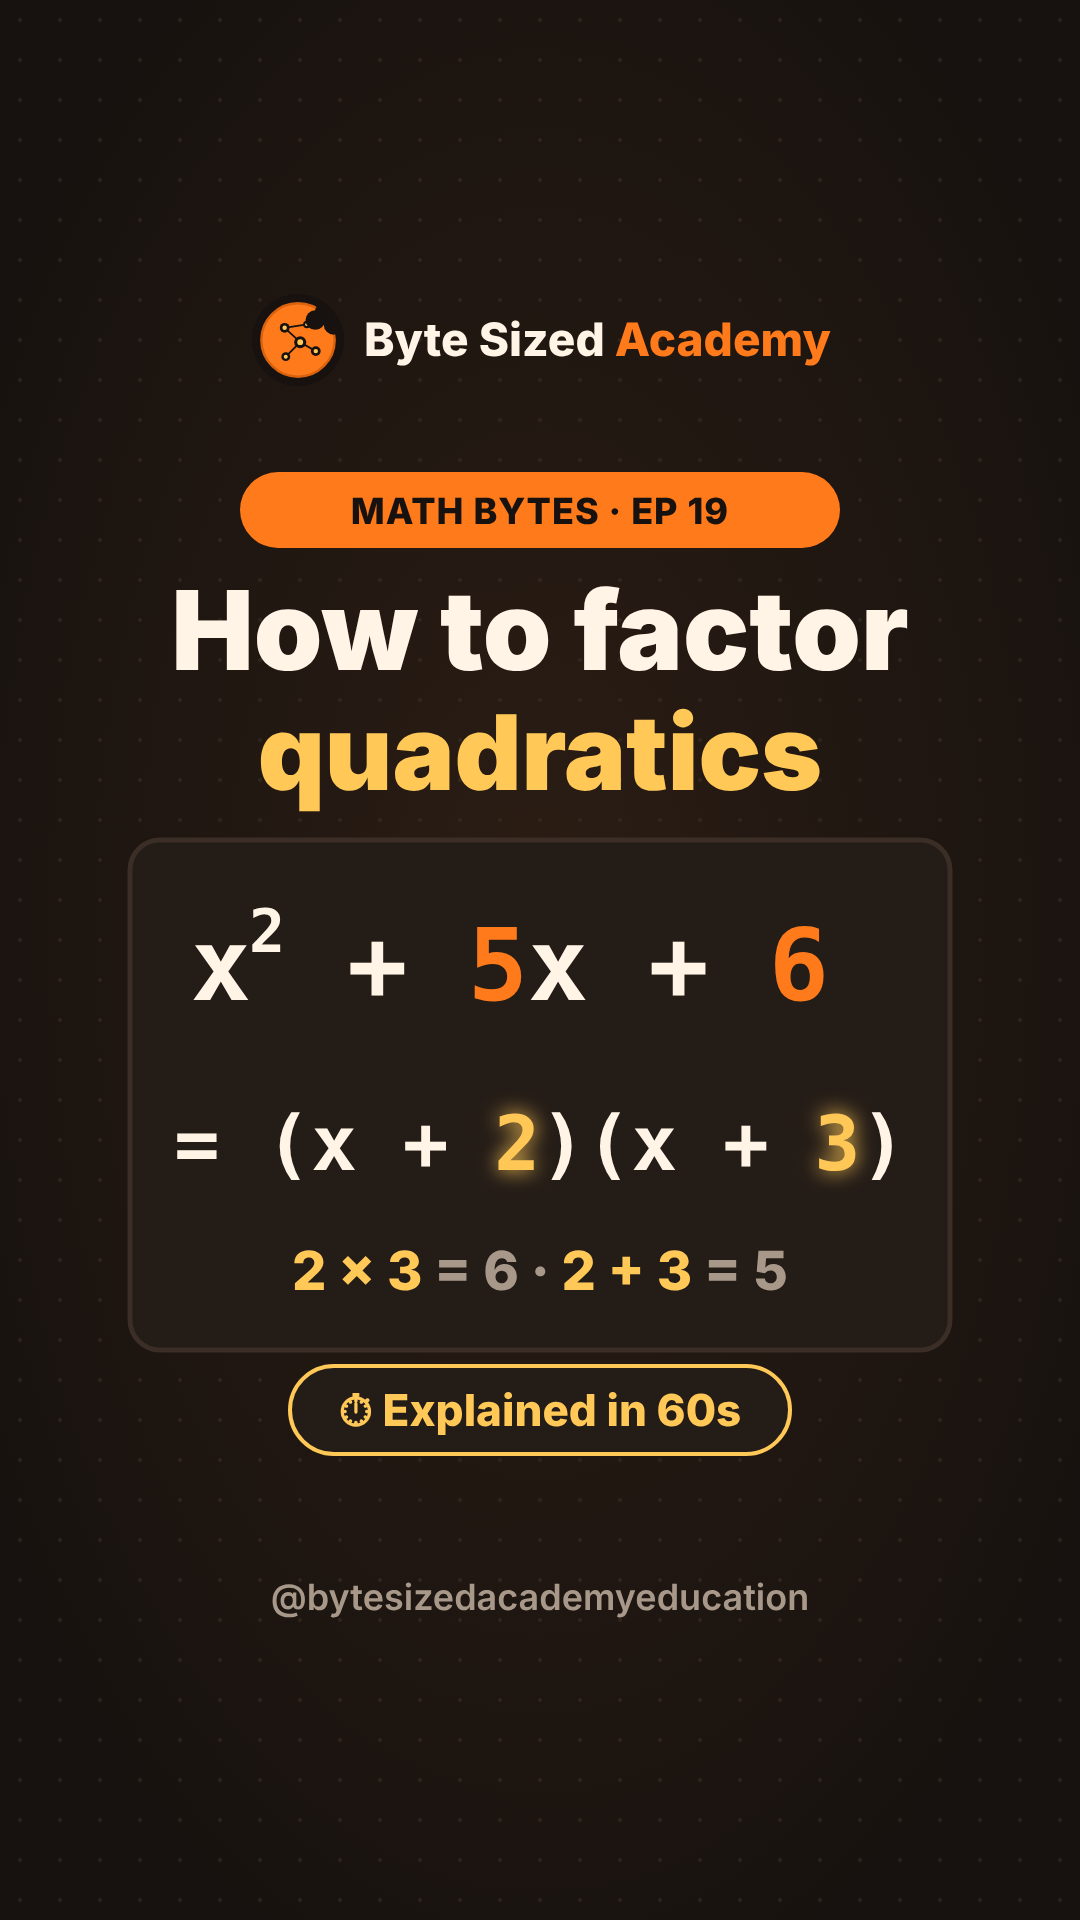 Byte Sized Academy
MATH BYTES · EP 19
How to factor
quadratics
x² + 5x + 6
= (x + 2)(x + 3)
2 × 3 = 6 · 2 + 3 = 5
⏱ Explained in 60s
@bytesizedacademyeducation